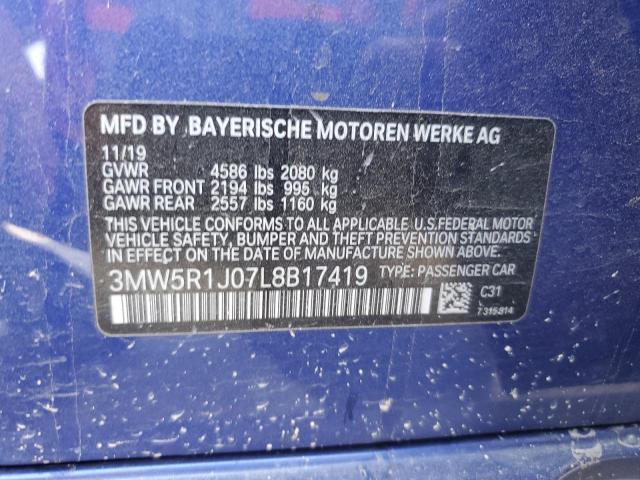 MFD BY BAYERISCHE MOTOREN WERKE AG
11/19
GVWR 4586 lbs 2080 kg
GAWR FRONT 2194 lbs 995 kg
GAWR REAR 2557 lbs 1160 kg
THIS VEHICLE CONFORMS TO ALL APPLICABLE U.S.FEDERAL MOTOR
VEHICLE SAFETY, BUMPER AND THEFT PREVENTION STANDARDS
IN EFFECT ON THE DATE OF MANUFACTURE SHOWN ABOVE.
3MW5R1J07L8B17419 TYPE: PASSENGER CAR
C31
7315814